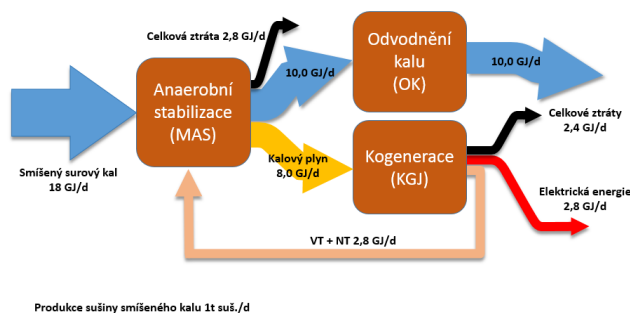 Celková ztráta 2,8 GJ/d
Odvodnění
kalu
(OK)
10,0 GJ/d
10,0 GJ/d
Anaerobní
stabilizace
(MAS)
Celkové ztráty
2,4 GJ/d
Smíšený surový kal
18 GJ/d
Kalový plyn
8,0 GJ/d
Kogenerace
(KGJ)
Elektrická energie
2,8 GJ/d
VT + NT 2,8 GJ/d
Produkce sušiny smíšeného kalu 1t suš./d